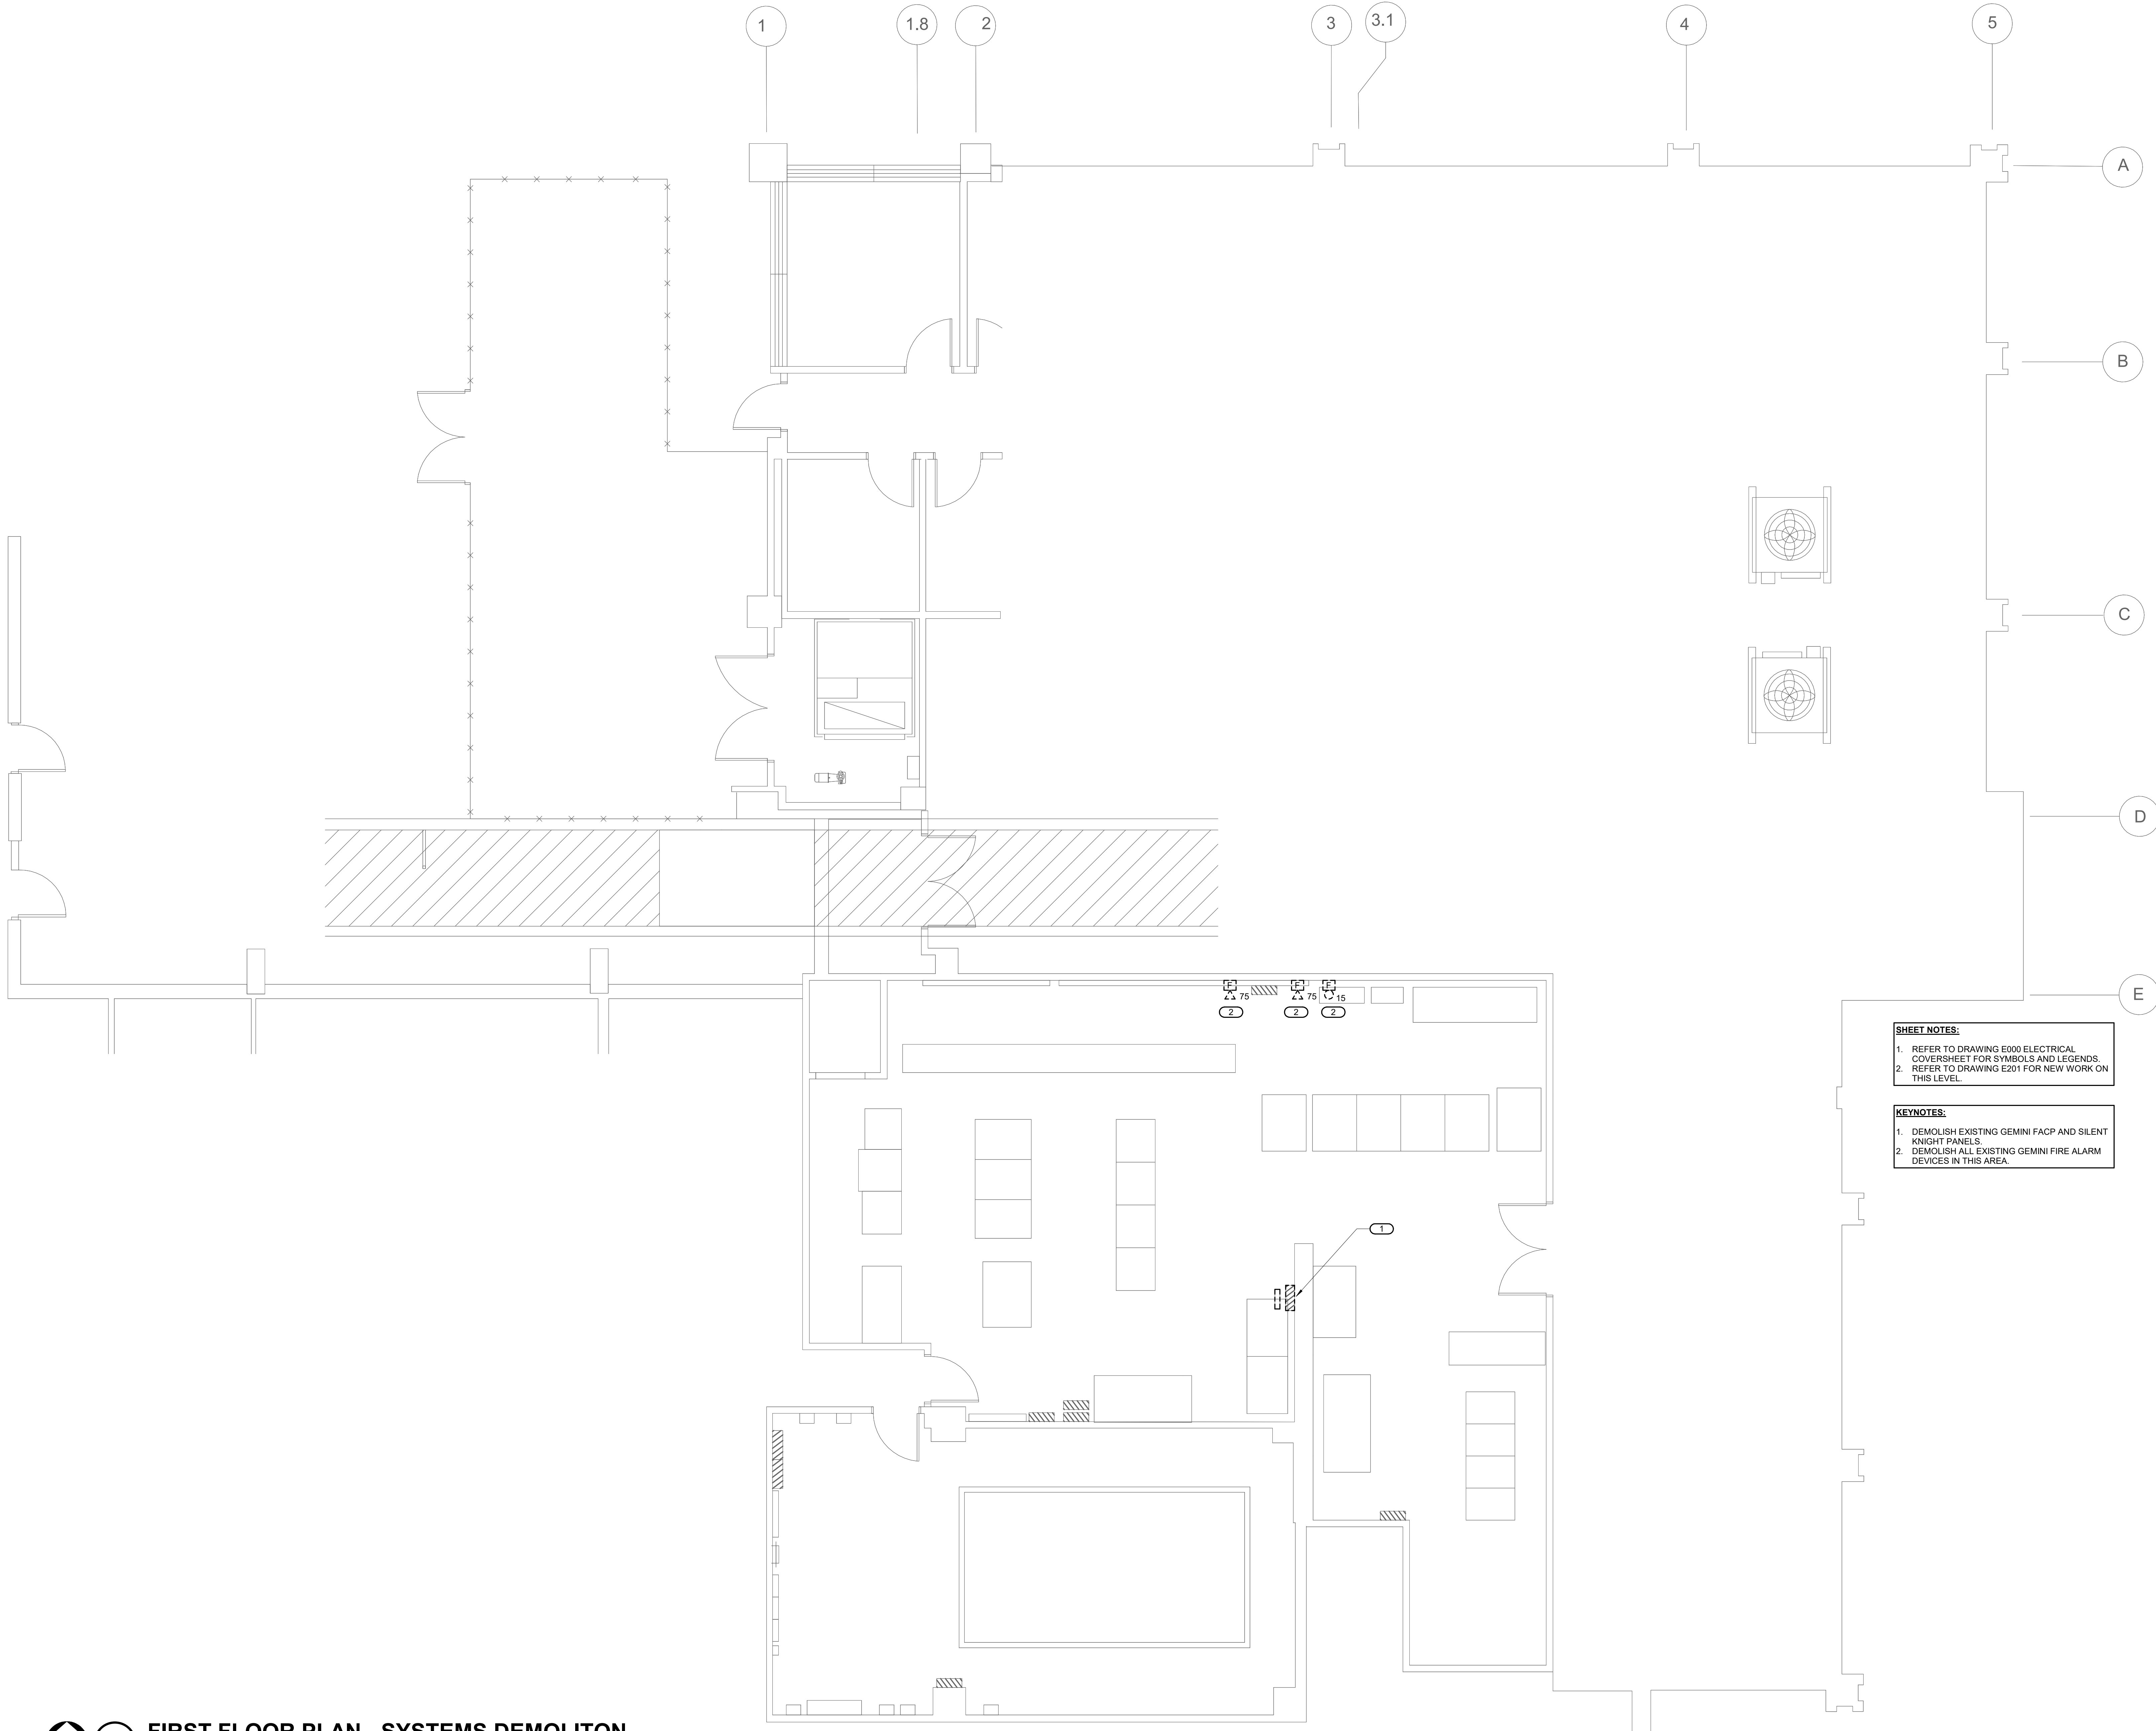 1
1.8
2
3
3.1
4
5
A
B
C
D
E
F
75
2
F
75
2
F
15
2
SHEET NOTES:
1. REFER TO DRAWING E000 ELECTRICAL
COVERSHEET FOR SYMBOLS AND LEGENDS.
2. REFER TO DRAWING E201 FOR NEW WORK ON
THIS LEVEL.
KEYNOTES:
1. DEMOLISH EXISTING GEMINI FACP AND SILENT
KNIGHT PANELS.
2. DEMOLISH ALL EXISTING GEMINI FIRE ALARM
DEVICES IN THIS AREA.
1
FIRST FLOOR PLAN - SYSTEMS DEMOLITON